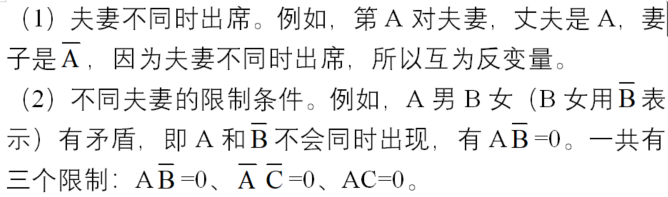 （1）夫妻不同时出席。例如，第 A 对夫妻，丈夫是 A，妻
子是 A̅，因为夫妻不同时出席，所以互为反变量。
（2）不同夫妻的限制条件。例如，A 男 B 女（B 女用 B̅ 表
示）有矛盾，即 A 和 B̅ 不会同时出现，有 AB̅=0。一共有
三个限制：AB̅=0、A̅ C̅=0、AC=0。